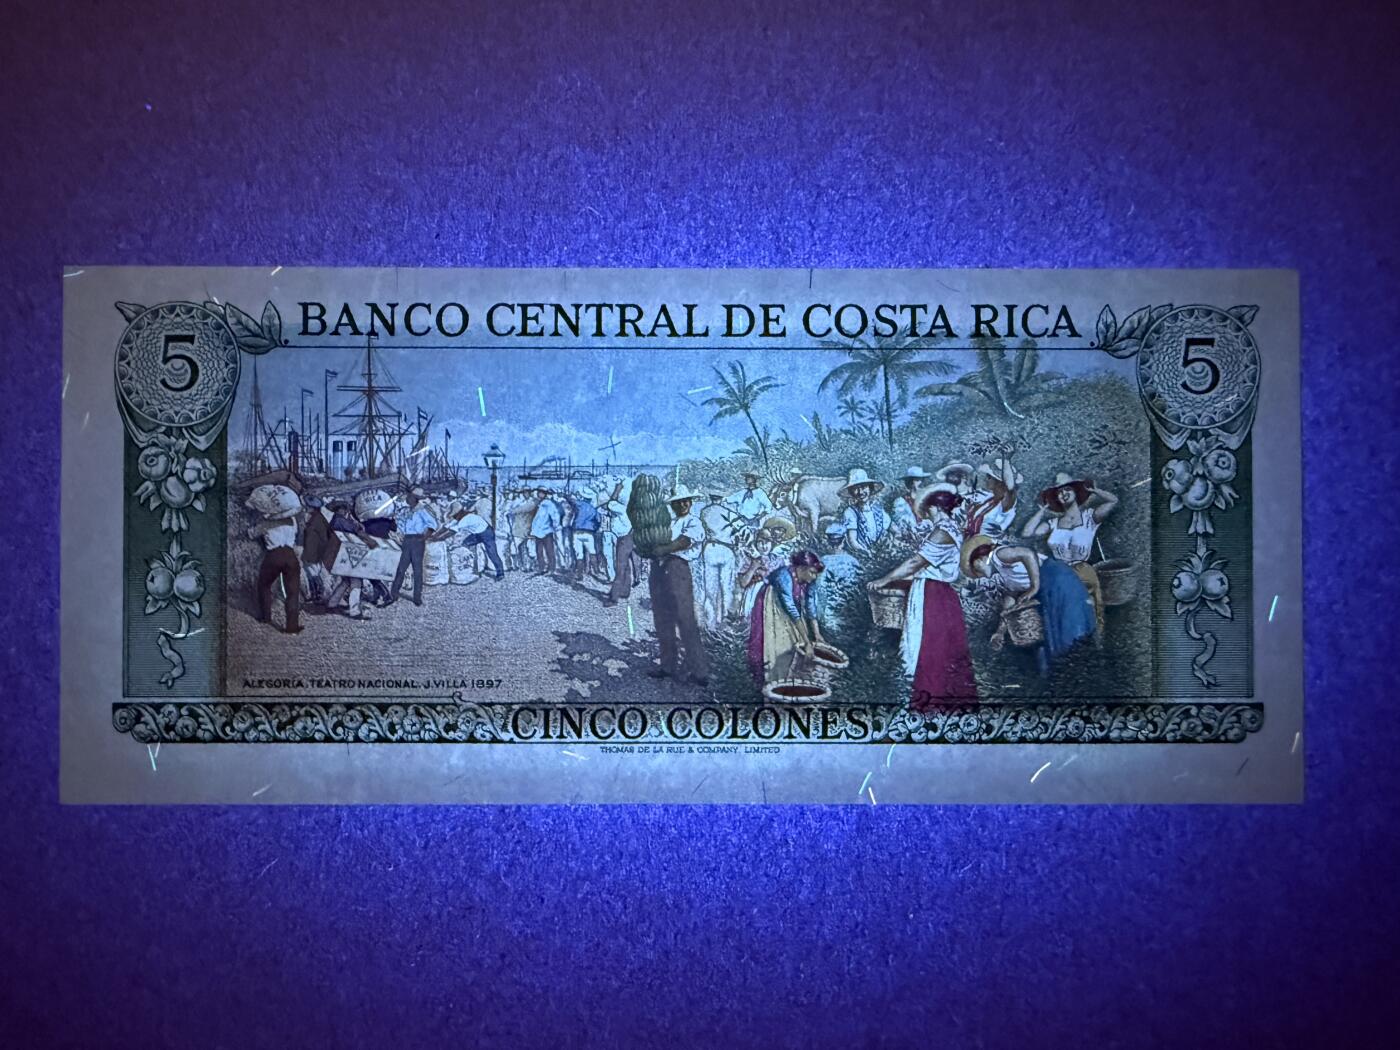 BANCO CENTRAL DE COSTA RICA
5
5
ALEGORIA. TEATRO NACIONAL. J. VILLA 1897
CINCO COLONES
THOMAS DE LA RUE & COMPANY. LIMITED